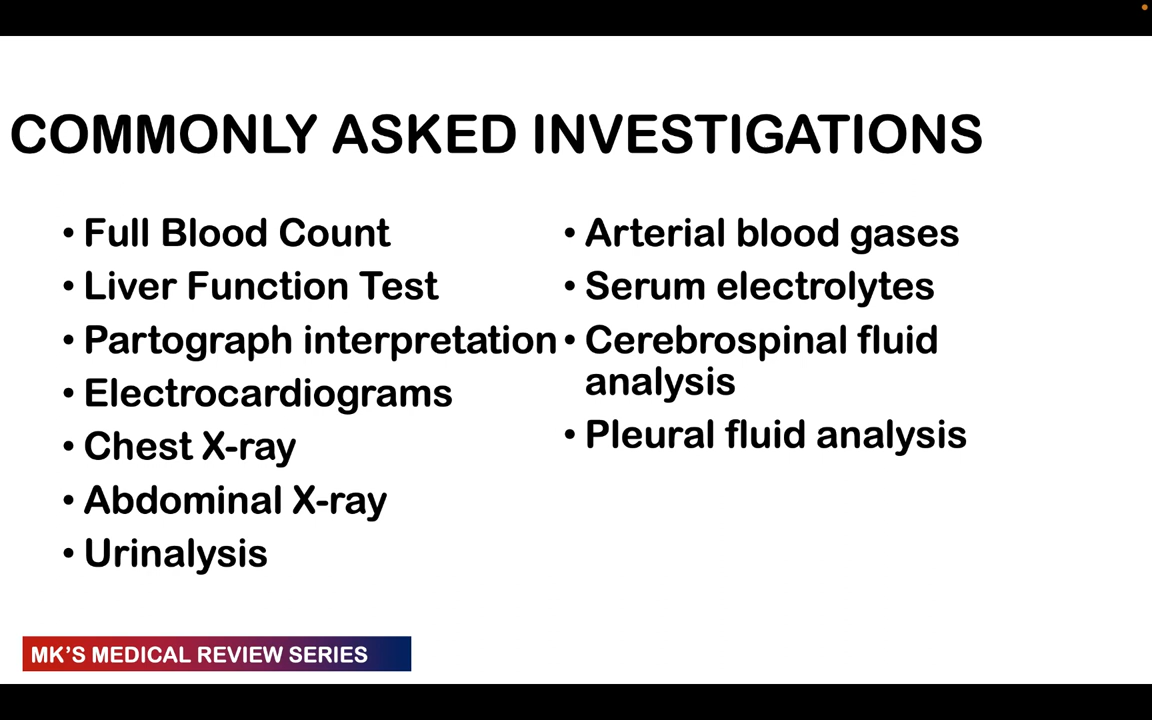 COMMONLY ASKED INVESTIGATIONS
• Full Blood Count
• Liver Function Test
• Partograph interpretation
• Electrocardiograms
• Chest X-ray
• Abdominal X-ray
• Urinalysis
• Arterial blood gases
• Serum electrolytes
• Cerebrospinal fluid
analysis
• Pleural fluid analysis
MK'S MEDICAL REVIEW SERIES